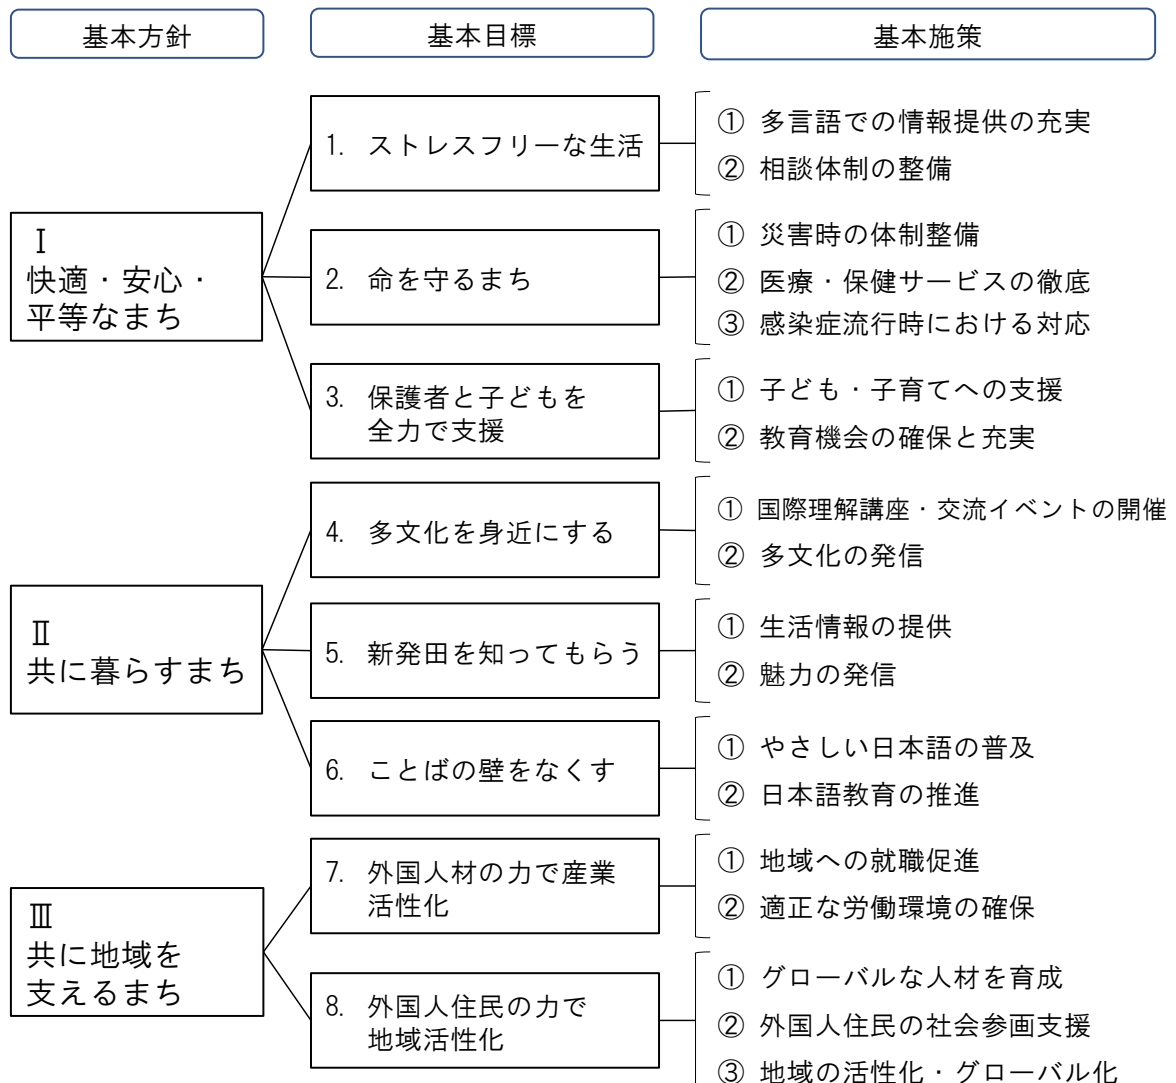 基本方針
基本目標
基本施策
Ⅰ
快適・安心・
平等なまち
1. ストレスフリーな生活
① 多言語での情報提供の充実
② 相談体制の整備
2. 命を守るまち
① 災害時の体制整備
② 医療・保健サービスの徹底
③ 感染症流行時における対応
3. 保護者と子どもを
全力で支援
① 子ども・子育てへの支援
② 教育機会の確保と充実
Ⅱ
共に暮らすまち
4. 多文化を身近にする
① 国際理解講座・交流イベントの開催
② 多文化の発信
5. 新発田を知ってもらう
① 生活情報の提供
② 魅力の発信
6. ことばの壁をなくす
① やさしい日本語の普及
② 日本語教育の推進
Ⅲ
共に地域を
支えるまち
7. 外国人材の力で産業
活性化
① 地域への就職促進
② 適正な労働環境の確保
8. 外国人住民の力で
地域活性化
① グローバルな人材を育成
② 外国人住民の社会参画支援
③ 地域の活性化・グローバル化